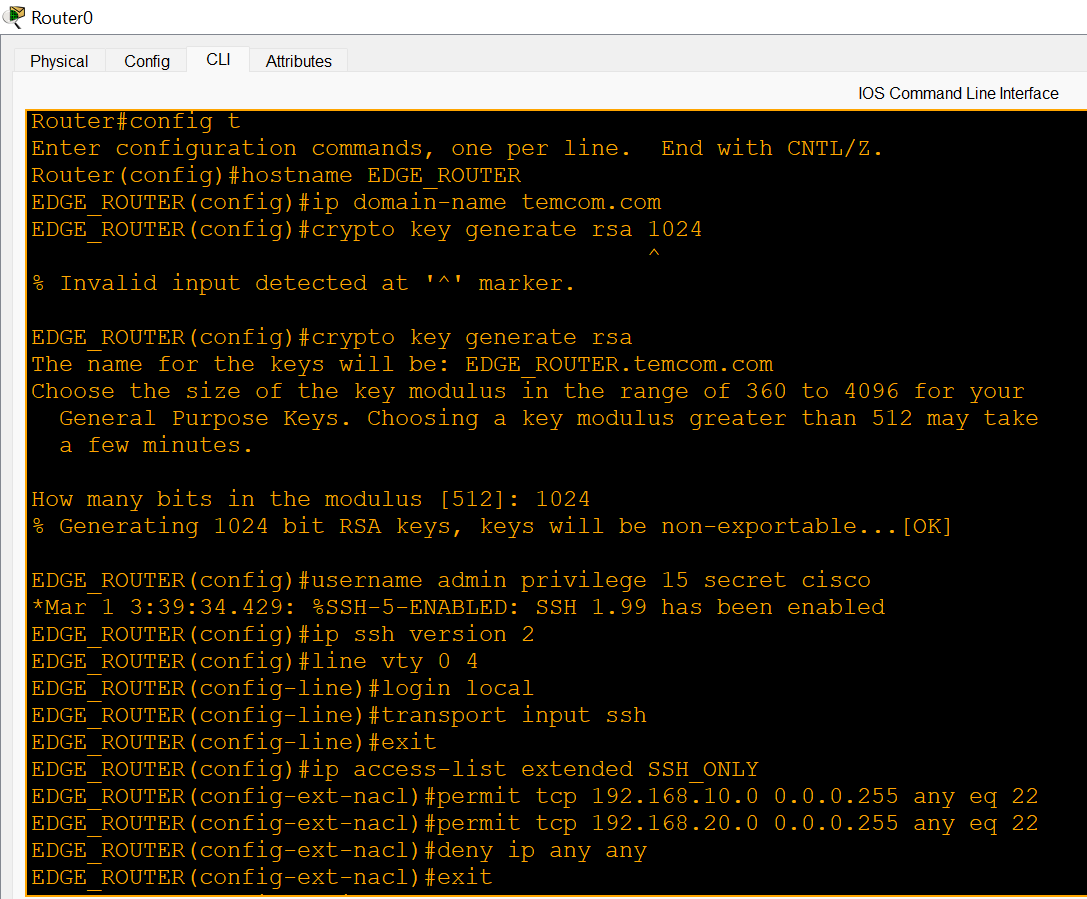 Router0
Physical Config CLI Attributes
IOS Command Line Interface
Router#config t
Enter configuration commands, one per line.  End with CNTL/Z.
Router(config)#hostname EDGE_ROUTER
EDGE_ROUTER(config)#ip domain-name temcom.com
EDGE_ROUTER(config)#crypto key generate rsa 1024
^
% Invalid input detected at '^' marker.
EDGE_ROUTER(config)#crypto key generate rsa
The name for the keys will be: EDGE_ROUTER.temcom.com
Choose the size of the key modulus in the range of 360 to 4096 for your
General Purpose Keys. Choosing a key modulus greater than 512 may take
a few minutes.
How many bits in the modulus [512]: 1024
% Generating 1024 bit RSA keys, keys will be non-exportable...[OK]
EDGE_ROUTER(config)#username admin privilege 15 secret cisco
*Mar 1 3:39:34.429: %SSH-5-ENABLED: SSH 1.99 has been enabled
EDGE_ROUTER(config)#ip ssh version 2
EDGE_ROUTER(config)#line vty 0 4
EDGE_ROUTER(config-line)#login local
EDGE_ROUTER(config-line)#transport input ssh
EDGE_ROUTER(config-line)#exit
EDGE_ROUTER(config)#ip access-list extended SSH_ONLY
EDGE_ROUTER(config-ext-nacl)#permit tcp 192.168.10.0 0.0.0.255 any eq 22
EDGE_ROUTER(config-ext-nacl)#permit tcp 192.168.20.0 0.0.0.255 any eq 22
EDGE_ROUTER(config-ext-nacl)#deny ip any any
EDGE_ROUTER(config-ext-nacl)#exit